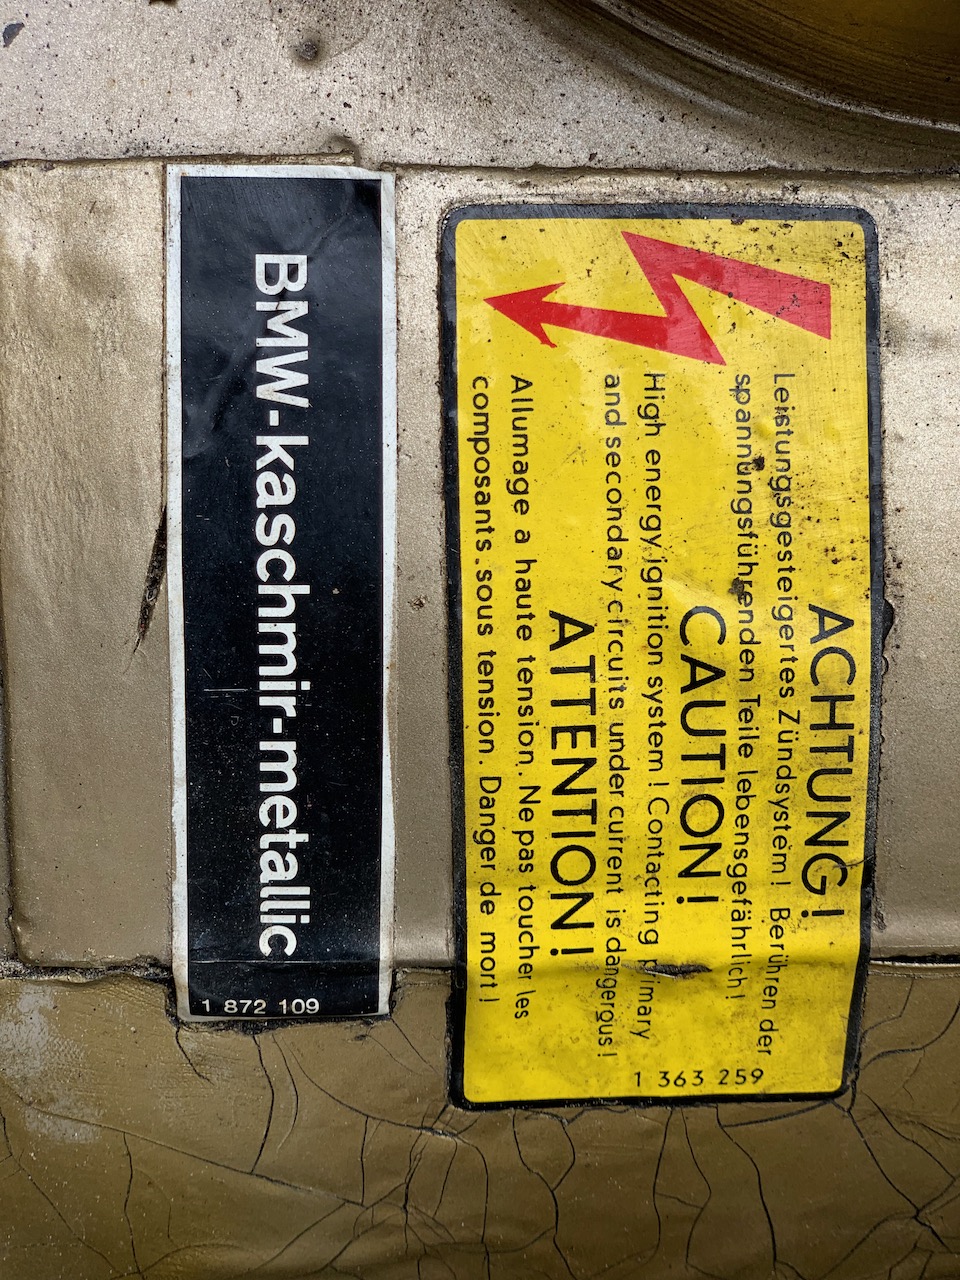 ACHTUNG!
Leistungsgesteigertes Zündsystem! Berühren der
spannungsführenden Teile lebensgefährlich!
CAUTION!
High energy ignition system! Contacting primary
and secondary circuits under current is dangerous!
ATTENTION!
Allumage a haute tension. Ne pas toucher les
composants sous tension. Danger de mort!
1 363 259
BMW-kaschmir-metallic
1 872 109